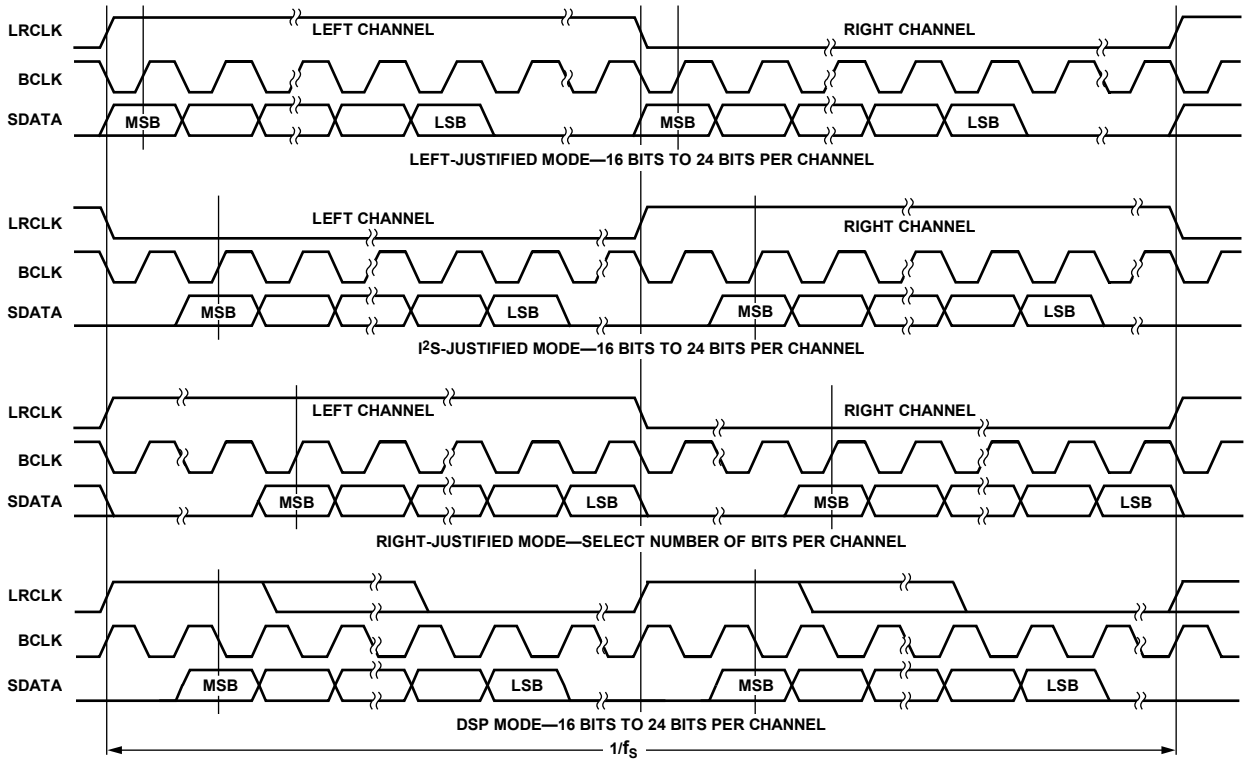 LRCLK LEFT CHANNEL RIGHT CHANNEL
BCLK
SDATA MSB LSB MSB LSB
LEFT-JUSTIFIED MODE—16 BITS TO 24 BITS PER CHANNEL
LRCLK LEFT CHANNEL RIGHT CHANNEL
BCLK
SDATA MSB LSB MSB LSB
I²S-JUSTIFIED MODE—16 BITS TO 24 BITS PER CHANNEL
LRCLK LEFT CHANNEL RIGHT CHANNEL
BCLK
SDATA MSB LSB MSB LSB
RIGHT-JUSTIFIED MODE—SELECT NUMBER OF BITS PER CHANNEL
LRCLK
BCLK
SDATA MSB LSB MSB LSB
DSP MODE—16 BITS TO 24 BITS PER CHANNEL
1/fS